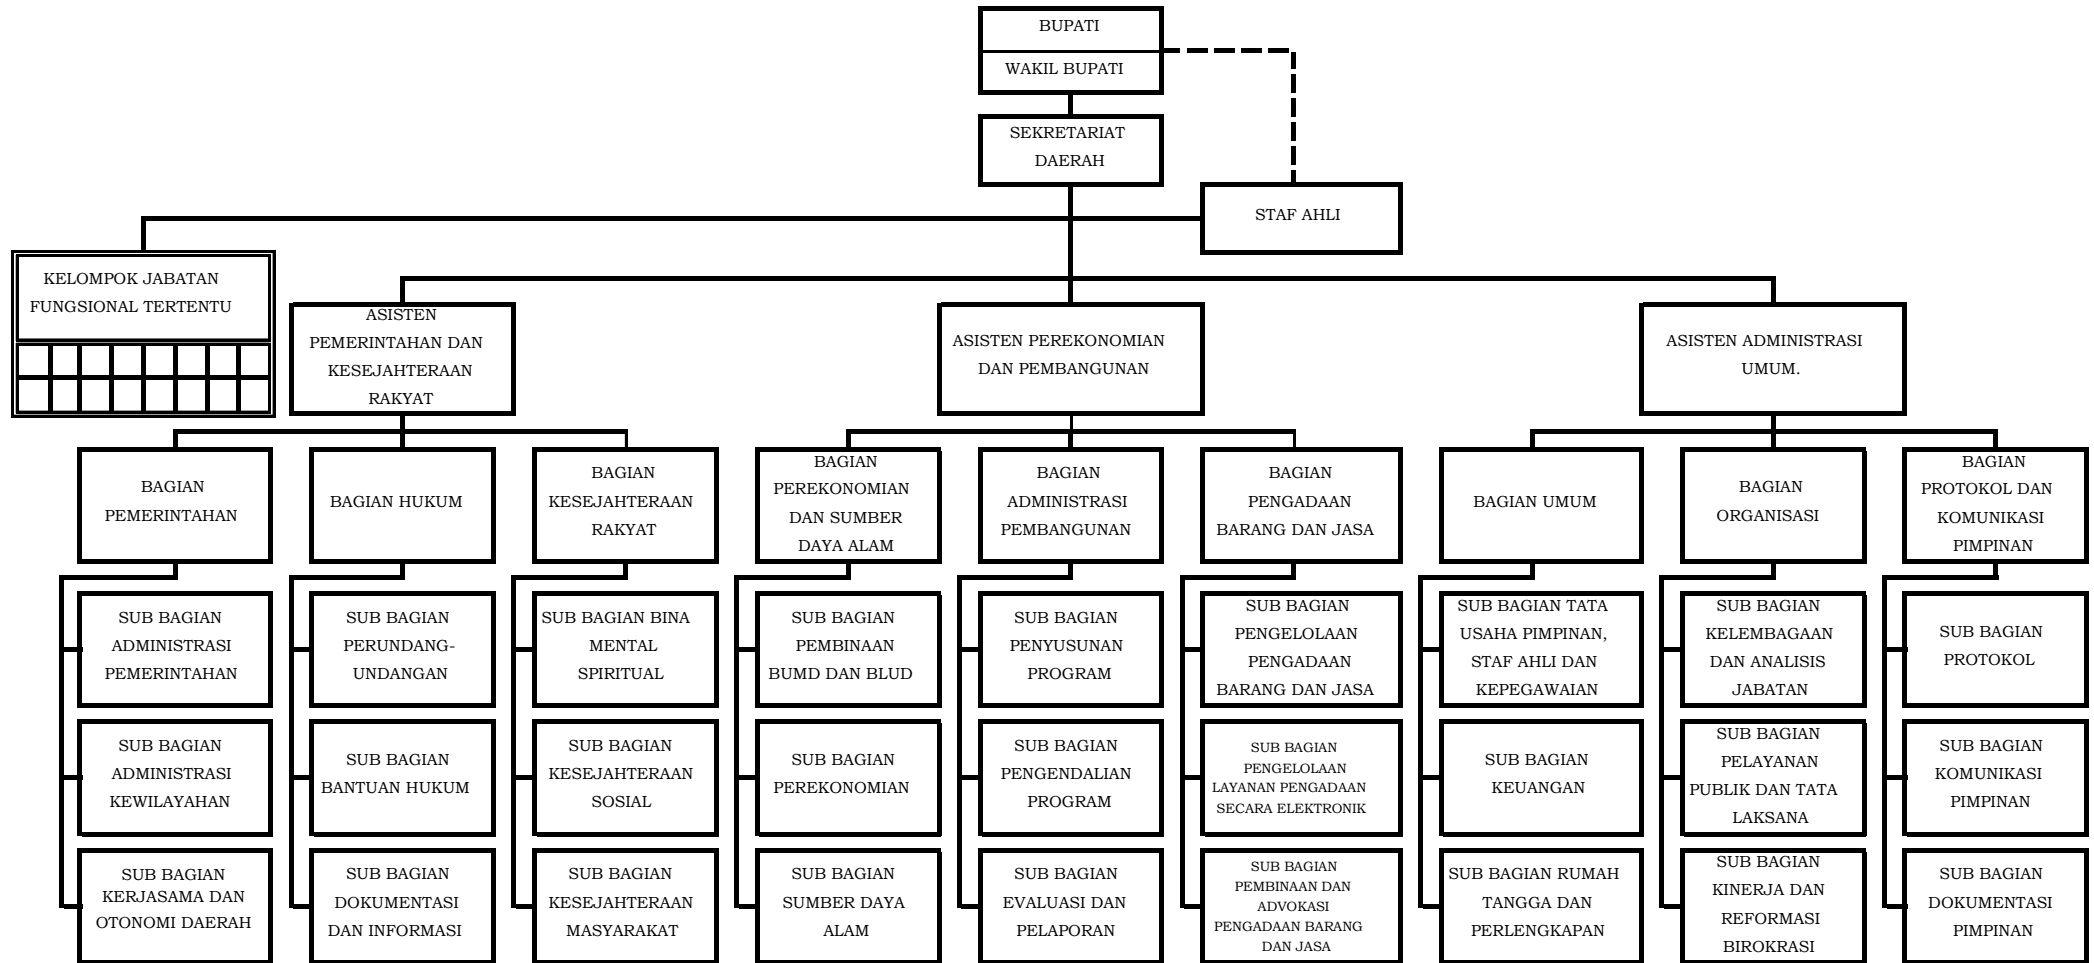 BUPATI
WAKIL BUPATI
SEKRETARIAT
DAERAH
STAF AHLI
KELOMPOK JABATAN
FUNGSIONAL TERTENTU
ASISTEN
PEMERINTAHAN DAN
KESEJAHTERAAN
RAKYAT
ASISTEN PEREKONOMIAN
DAN PEMBANGUNAN
ASISTEN ADMINISTRASI
UMUM.
BAGIAN
PEMERINTAHAN
BAGIAN HUKUM
BAGIAN
KESEJAHTERAAN
RAKYAT
BAGIAN
PEREKONOMIAN
DAN SUMBER
DAYA ALAM
BAGIAN
ADMINISTRASI
PEMBANGUNAN
BAGIAN
PENGADAAN
BARANG DAN JASA
BAGIAN UMUM
BAGIAN
ORGANISASI
BAGIAN
PROTOKOL DAN
KOMUNIKASI
PIMPINAN
SUB BAGIAN
ADMINISTRASI
PEMERINTAHAN
SUB BAGIAN
PERUNDANG-
UNDANGAN
SUB BAGIAN BINA
MENTAL
SPIRITUAL
SUB BAGIAN
PEMBINAAN
BUMD DAN BLUD
SUB BAGIAN
PENYUSUNAN
PROGRAM
SUB BAGIAN
PENGELOLAAN
PENGADAAN
BARANG DAN JASA
SUB BAGIAN TATA
USAHA PIMPINAN,
STAF AHLI DAN
KEPEGAWAIAN
SUB BAGIAN
KELEMBAGAAN
DAN ANALISIS
JABATAN
SUB BAGIAN
PROTOKOL
SUB BAGIAN
ADMINISTRASI
KEWILAYAHAN
SUB BAGIAN
BANTUAN HUKUM
SUB BAGIAN
KESEJAHTERAAN
SOSIAL
SUB BAGIAN
PEREKONOMIAN
SUB BAGIAN
PENGENDALIAN
PROGRAM
SUB BAGIAN
PENGELOLAAN
LAYANAN PENGADAAN
SECARA ELEKTRONIK
SUB BAGIAN
KEUANGAN
SUB BAGIAN
PELAYANAN
PUBLIK DAN TATA
LAKSANA
SUB BAGIAN
KOMUNIKASI
PIMPINAN
SUB BAGIAN
KERJASAMA DAN
OTONOMI DAERAH
SUB BAGIAN
DOKUMENTASI
DAN INFORMASI
SUB BAGIAN
KESEJAHTERAAN
MASYARAKAT
SUB BAGIAN
SUMBER DAYA
ALAM
SUB BAGIAN
EVALUASI DAN
PELAPORAN
SUB BAGIAN
PEMBINAAN DAN
ADVOKASI
PENGADAAN BARANG
DAN JASA
SUB BAGIAN RUMAH
TANGGA DAN
PERLENGKAPAN
SUB BAGIAN
KINERJA DAN
REFORMASI
BIROKRASI
SUB BAGIAN
DOKUMENTASI
PIMPINAN